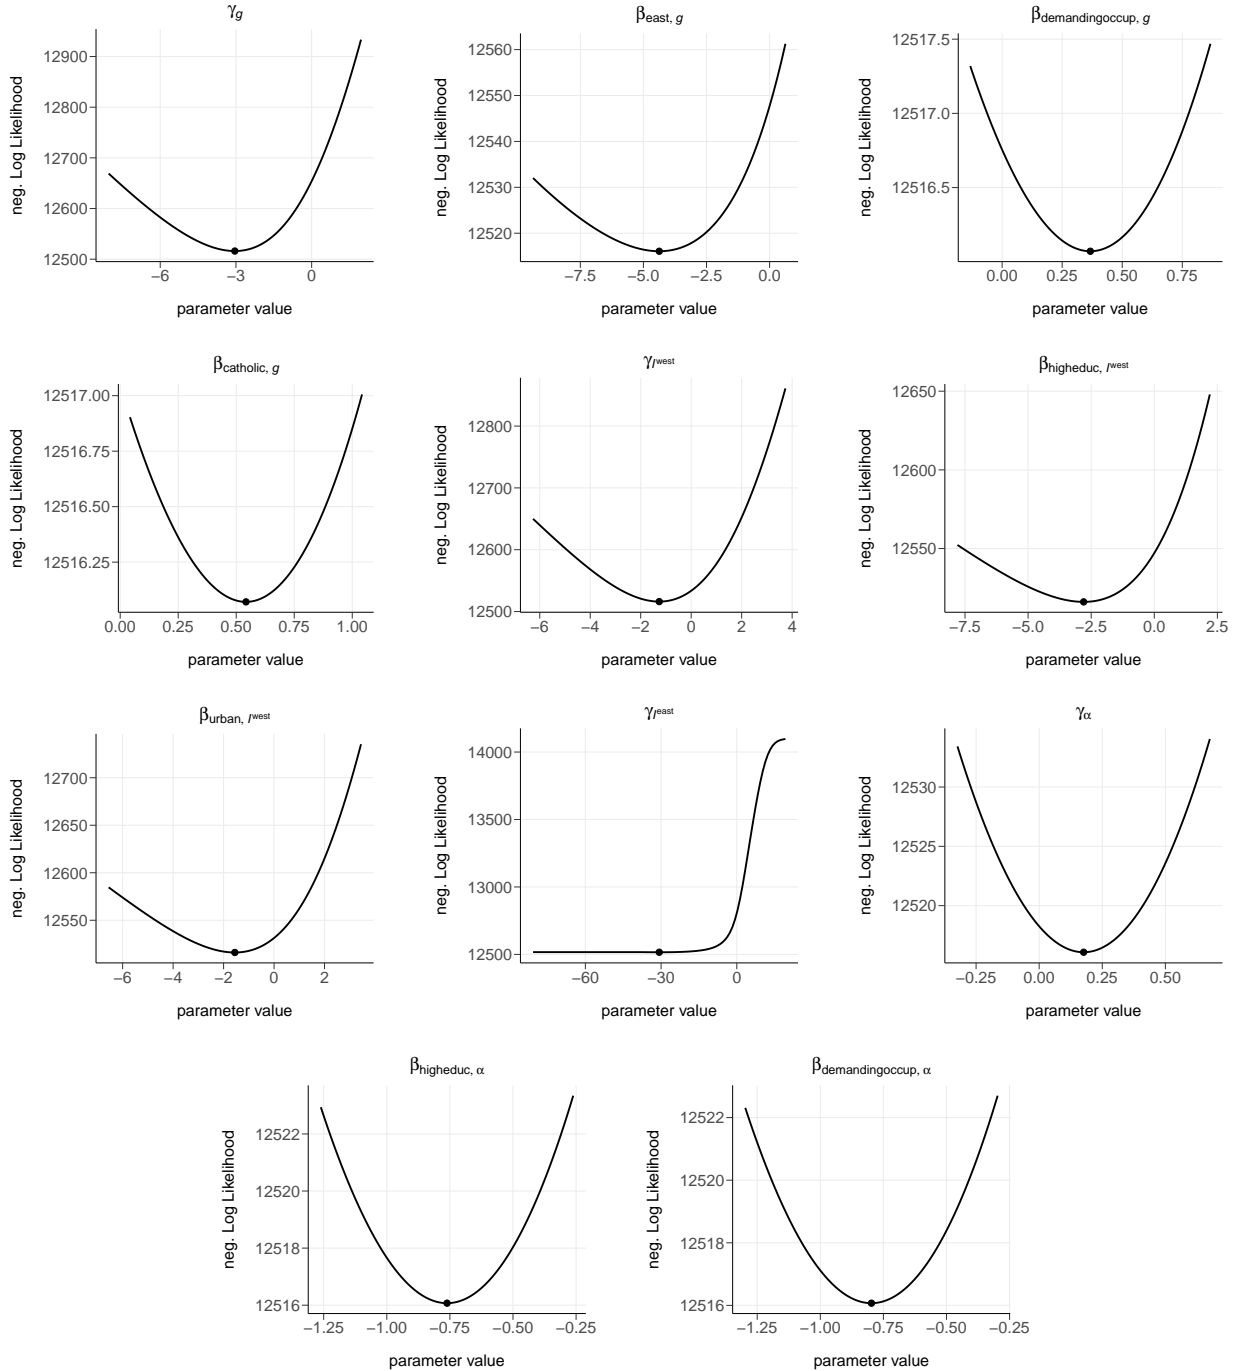 γg
neg. Log Likelihood
12900
12800
12700
12600
12500
−6 −3 0
parameter value
βeast, g
neg. Log Likelihood
12560
12550
12540
12530
12520
−7.5 −5.0 −2.5 0.0
parameter value
βdemandingoccup, g
neg. Log Likelihood
12517.5
12517.0
12516.5
0.00 0.25 0.50 0.75
parameter value
βcatholic, g
neg. Log Likelihood
12517.00
12516.75
12516.50
12516.25
0.00 0.25 0.50 0.75 1.00
parameter value
γlwest
neg. Log Likelihood
12800
12700
12600
12500
−6 −4 −2 0 2 4
parameter value
βhigheduc, lwest
neg. Log Likelihood
12650
12600
12550
−7.5 −5.0 −2.5 0.0 2.5
parameter value
βurban, lwest
neg. Log Likelihood
12700
12650
12600
12550
−6 −4 −2 0 2
parameter value
γleast
neg. Log Likelihood
14000
13500
13000
12500
−60 −30 0
parameter value
γα
neg. Log Likelihood
12530
12525
12520
−0.25 0.00 0.25 0.50
parameter value
βhigheduc, α
neg. Log Likelihood
12522
12520
12518
12516
−1.25 −1.00 −0.75 −0.50 −0.25
parameter value
βdemandingoccup, α
neg. Log Likelihood
12522
12520
12518
12516
−1.25 −1.00 −0.75 −0.50 −0.25
parameter value